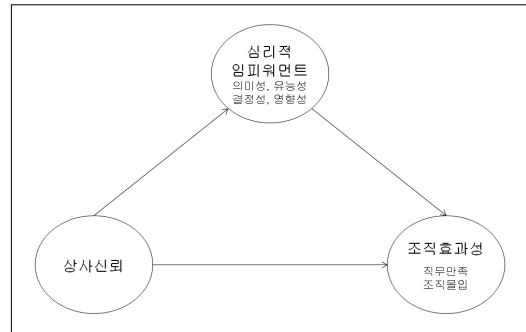 심리적
임피워먼트
의미성, 유능성
결정성, 영향성
상사신뢰
조직효과성
직무만족
조직몰입